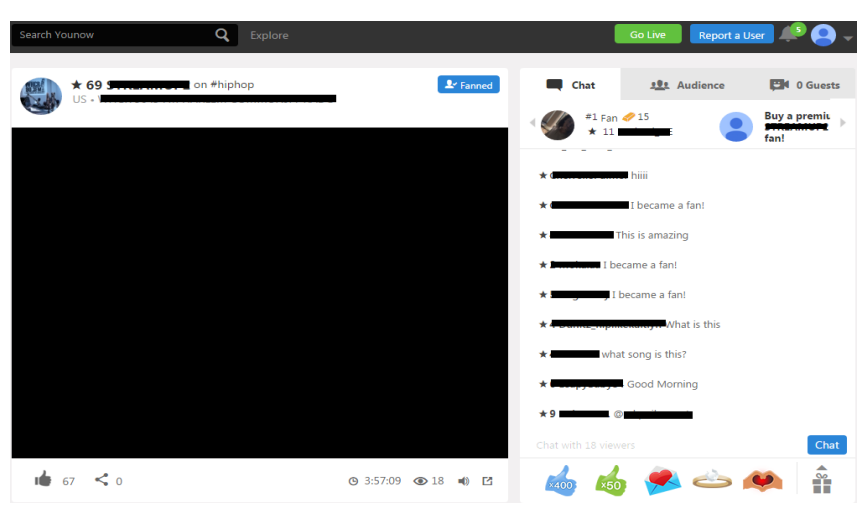 Search Younow
Explore
Go Live
Report a User
5
★ 69 on #hiphop
US •
Fanned
Chat
Audience
0 Guests
#1 Fan 15
★ 11
Buy a premiu
fan!
★ hiiii
★ I became a fan!
★ This is amazing
★ I became a fan!
★ I became a fan!
★ What is this
★ what song is this?
★ Good Morning
★ 9 @
Chat with 18 viewers
Chat
67
0
3:57:09
18
x400
x50